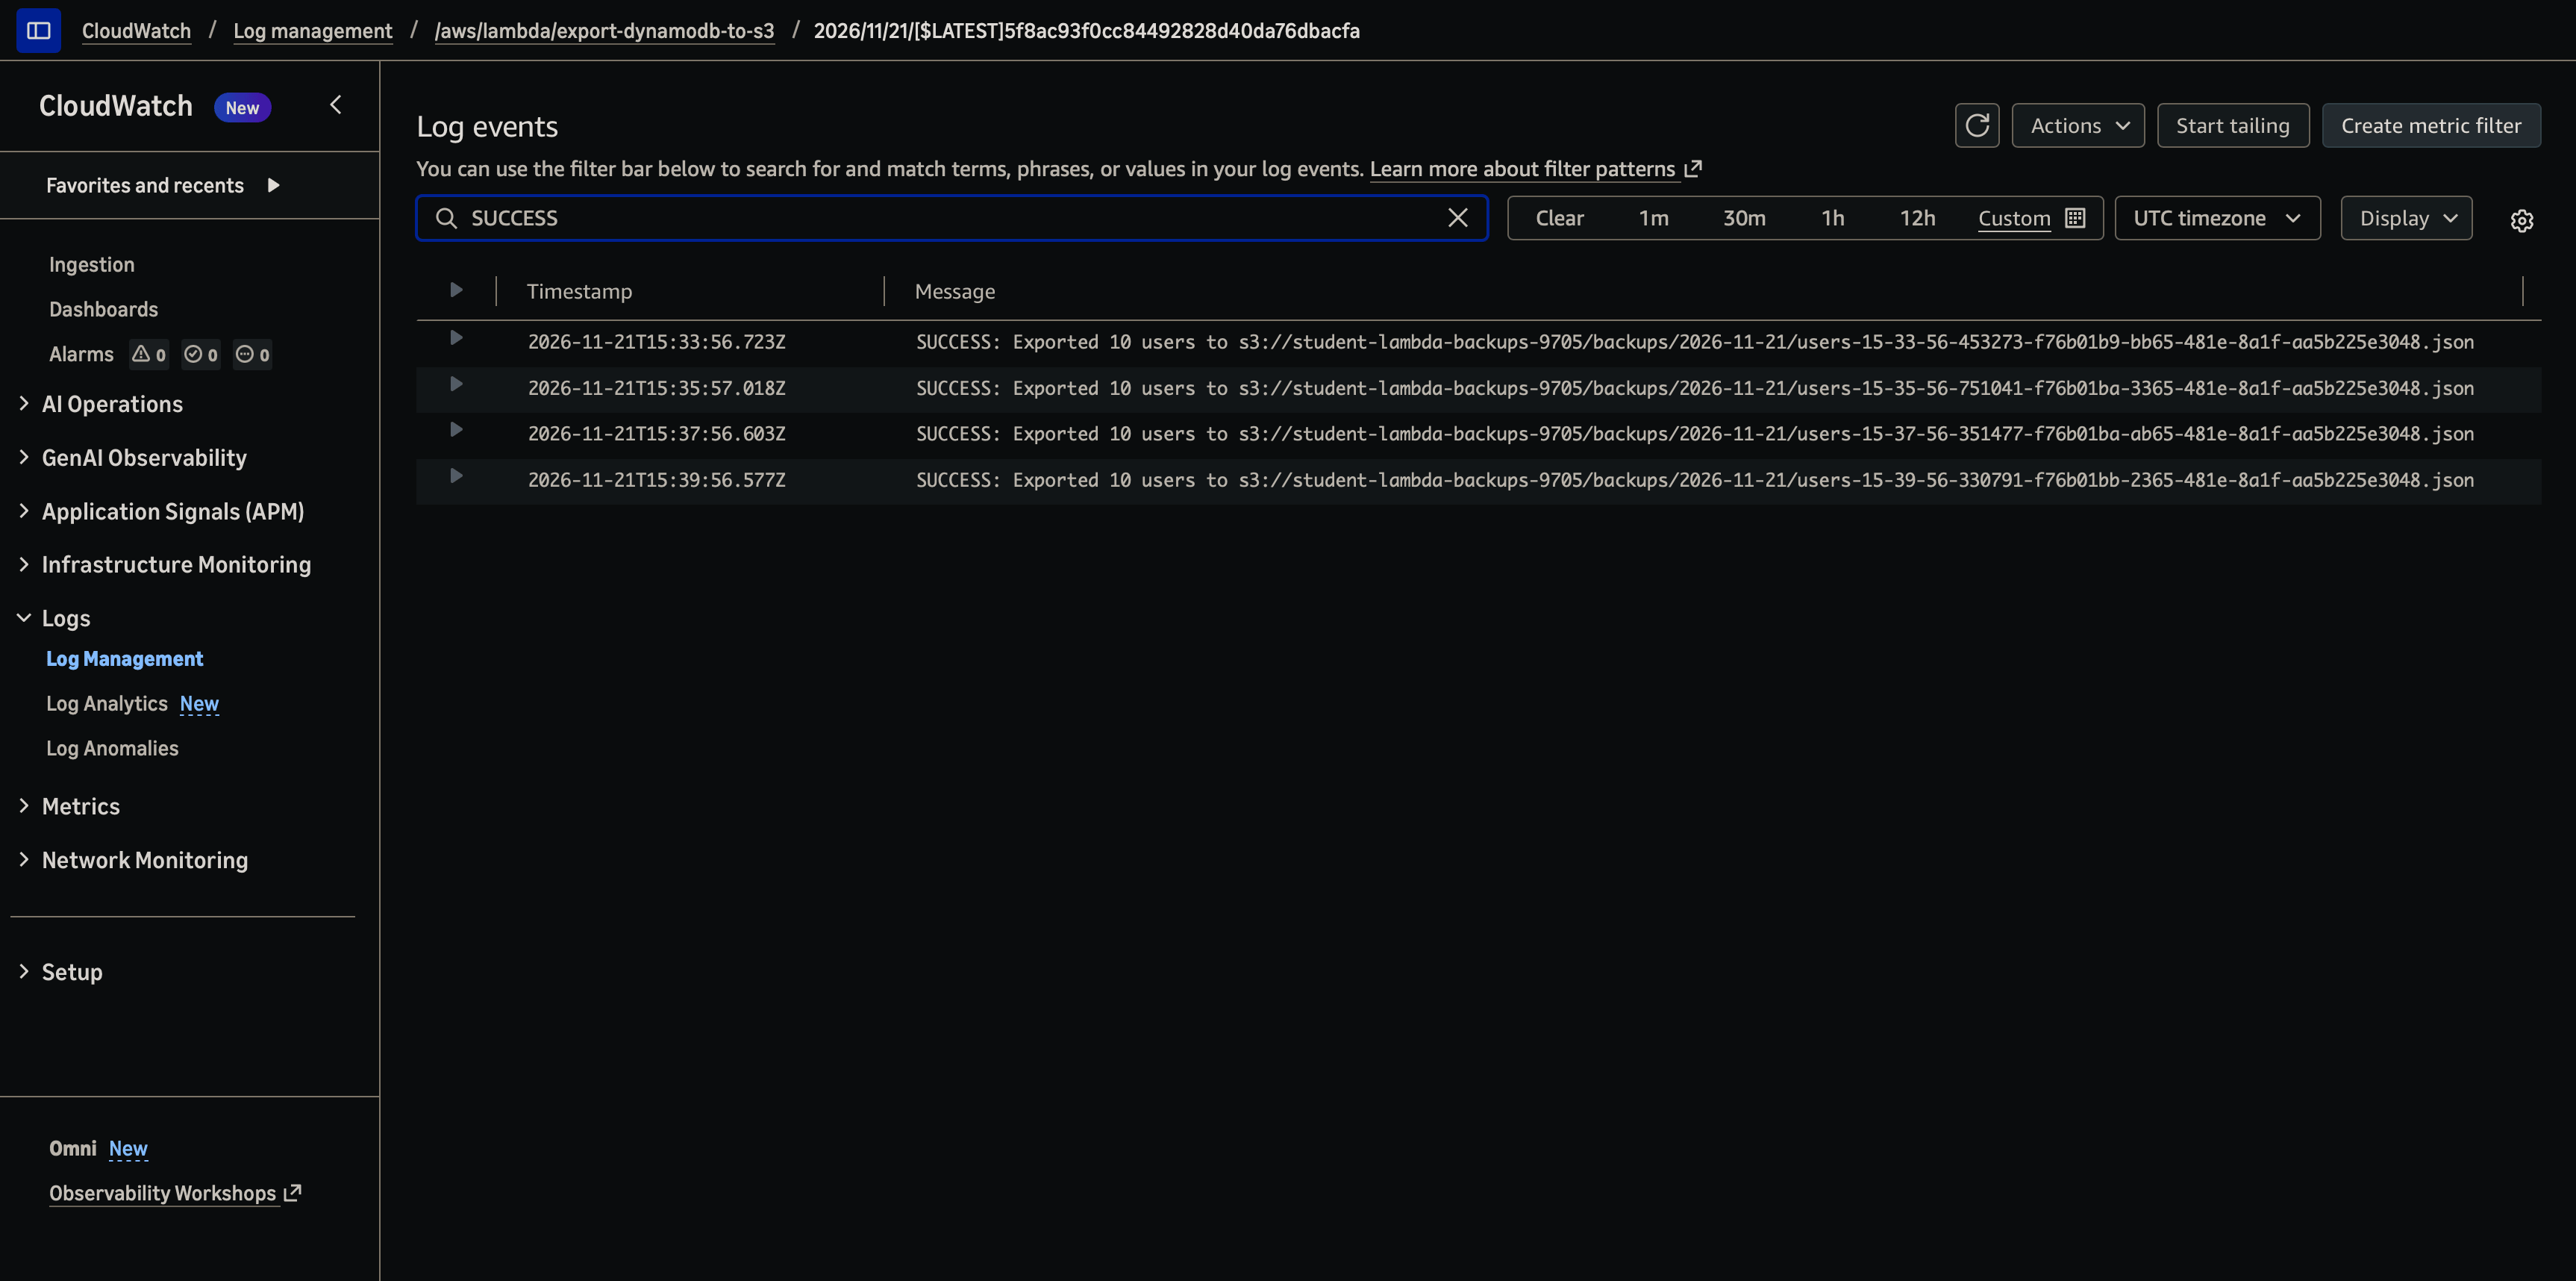 CloudWatch / Log management / /aws/lambda/export-dynamodb-to-s3 / 2026/11/21/[$LATEST]5f8ac93f0cc84492828d40da76dbacfa
CloudWatch New
Favorites and recents
Ingestion
Dashboards
Alarms 0 0 0
AI Operations
GenAI Observability
Application Signals (APM)
Infrastructure Monitoring
Logs
Log Management
Log Analytics New
Log Anomalies
Metrics
Network Monitoring
Setup
Omni New
Observability Workshops
Log events
Actions Start tailing Create metric filter
You can use the filter bar below to search for and match terms, phrases, or values in your log events. Learn more about filter patterns
SUCCESS Clear 1m 30m 1h 12h Custom UTC timezone Display
Timestamp Message
2026-11-21T15:33:56.723Z SUCCESS: Exported 10 users to s3://student-lambda-backups-9705/backups/2026-11-21/users-15-33-56-453273-f76b01b9-bb65-481e-8a1f-aa5b225e3048.json
2026-11-21T15:35:57.018Z SUCCESS: Exported 10 users to s3://student-lambda-backups-9705/backups/2026-11-21/users-15-35-56-751041-f76b01ba-3365-481e-8a1f-aa5b225e3048.json
2026-11-21T15:37:56.603Z SUCCESS: Exported 10 users to s3://student-lambda-backups-9705/backups/2026-11-21/users-15-37-56-351477-f76b01ba-ab65-481e-8a1f-aa5b225e3048.json
2026-11-21T15:39:56.577Z SUCCESS: Exported 10 users to s3://student-lambda-backups-9705/backups/2026-11-21/users-15-39-56-330791-f76b01bb-2365-481e-8a1f-aa5b225e3048.json